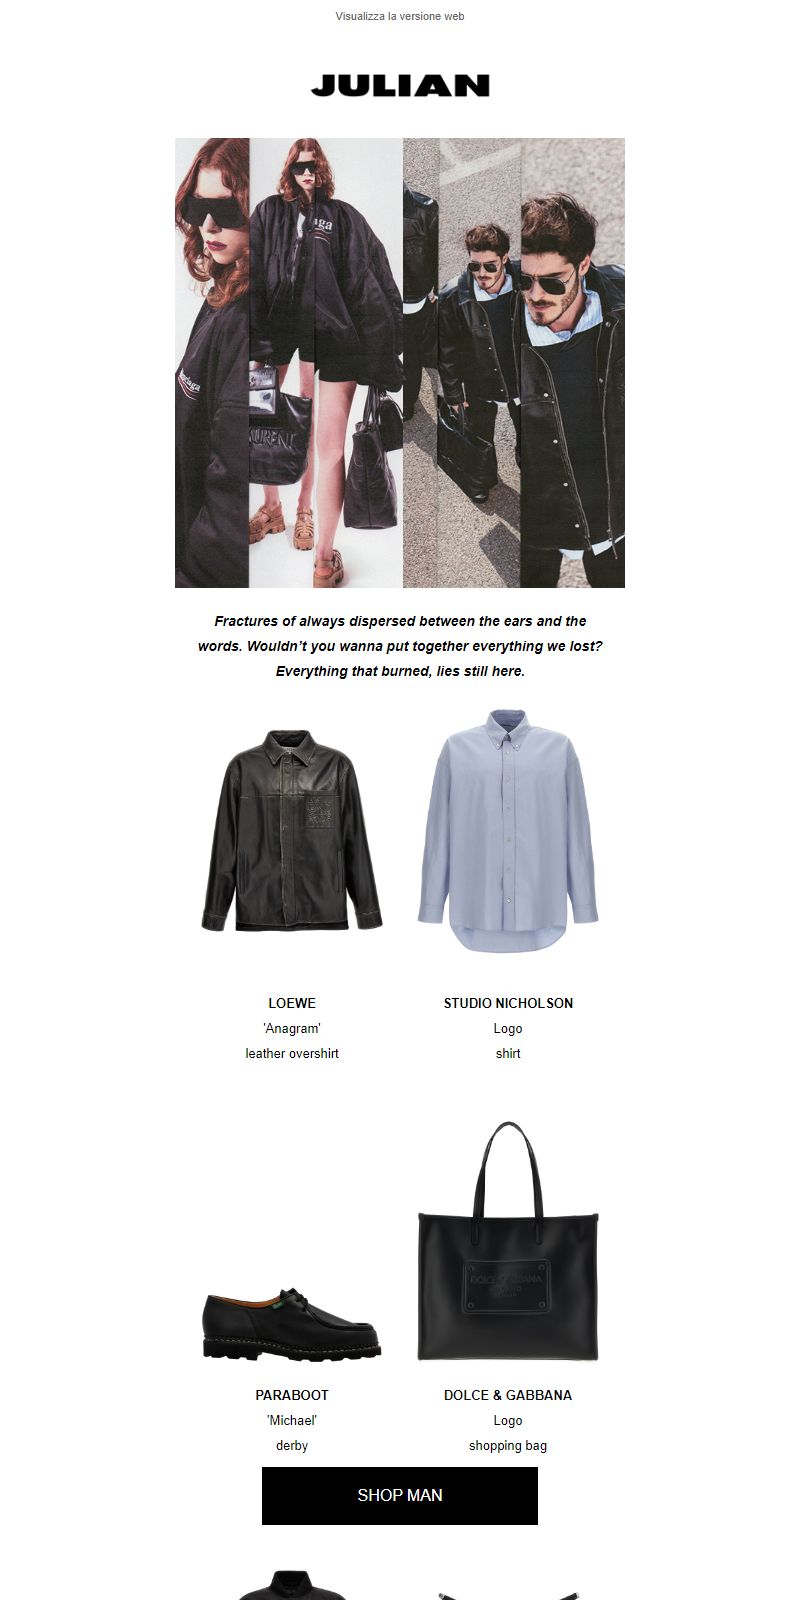 Visualizza la versione web
JULIAN
Fractures of always dispersed between the ears and the
words. Wouldn’t you wanna put together everything we lost?
Everything that burned, lies still here.
LOEWE
'Anagram'
leather overshirt
STUDIO NICHOLSON
Logo
shirt
DOLCE & GABBANA
PARABOOT
'Michael'
derby
DOLCE & GABBANA
Logo
shopping bag
SHOP MAN